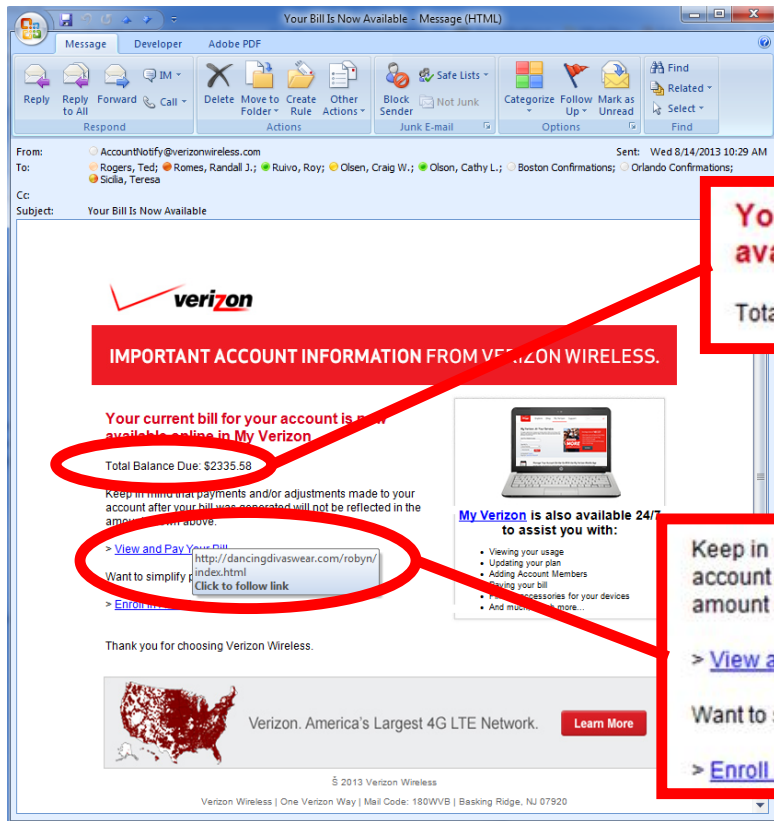 Your Bill Is Now Available - Message (HTML)
Message Developer Adobe PDF
Reply Reply to All Forward IM Call
Delete Move to Folder Create Rule Other Actions
Block Sender Safe Lists Not Junk
Categorize Follow Up Mark as Unread
Find Related Select
Respond Actions Junk E-mail Options Find
From: AccountNotify@verizonwireless.com Sent: Wed 8/14/2013 10:29 AM
To: Rogers, Ted; Romes, Randall J.; Ruivo, Roy; Olsen, Craig W.; Olson, Cathy L.; Boston Confirmations; Orlando Confirmations;
Sicilia, Teresa
Cc:
Subject: Your Bill Is Now Available
verizon
IMPORTANT ACCOUNT INFORMATION FROM VERIZON WIRELESS.
Your current bill for your account is now
available online in My Verizon
Total Balance Due: $2335.58
Keep in mind that payments and/or adjustments made to your
account after your bill was generated will not be reflected in the
amount shown above.
> View and Pay Your Bill
http://dancingdivaswear.com/robyn/
index.html
Click to follow link
Want to simplify
> Enroll in
Thank you for choosing Verizon Wireless.
My Verizon is also available 24/7
to assist you with:
• Viewing your usage
• Updating your plan
• Adding Account Members
• Paying your bill
accessories for your devices
• And much, much more...
Verizon. America's Largest 4G LTE Network. Learn More
Š 2013 Verizon Wireless
Verizon Wireless | One Verizon Way | Mail Code: 180WVB | Basking Ridge, NJ 07920
Keep in
account
amount
> View
Want to
> Enroll